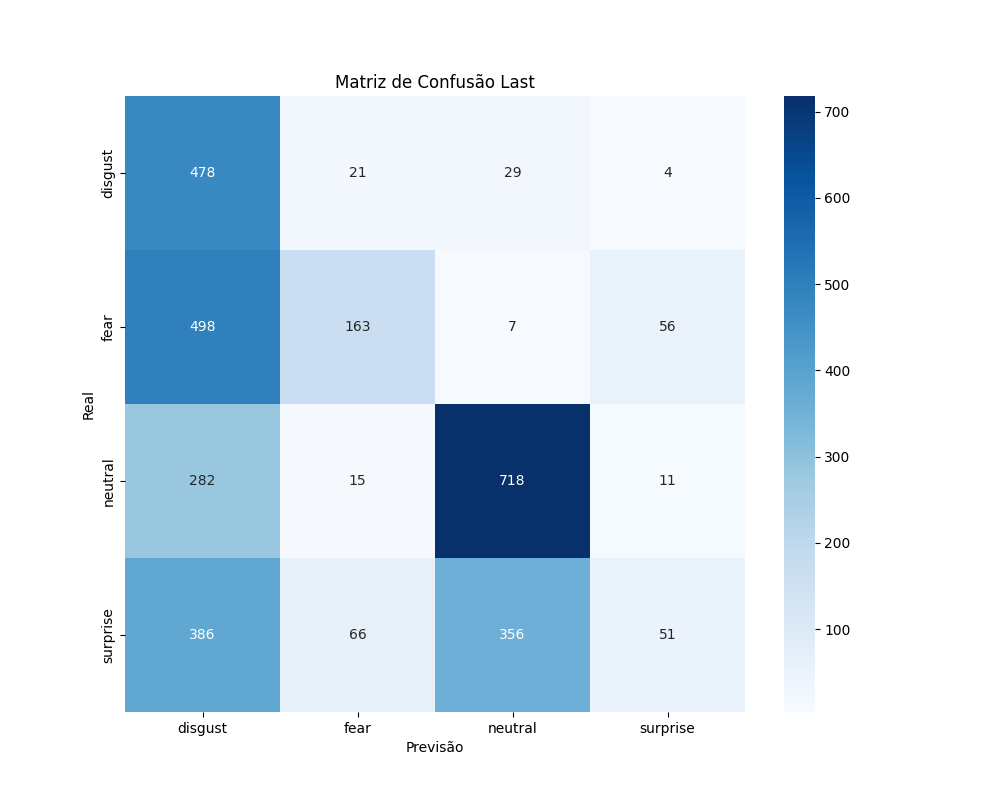 Matriz de Confusão Last
disgust 478 21 29 4
fear 498 163 7 56
neutral 282 15 718 11
surprise 386 66 356 51
disgust fear neutral surprise
Real
Previsão
700
600
500
400
300
200
100